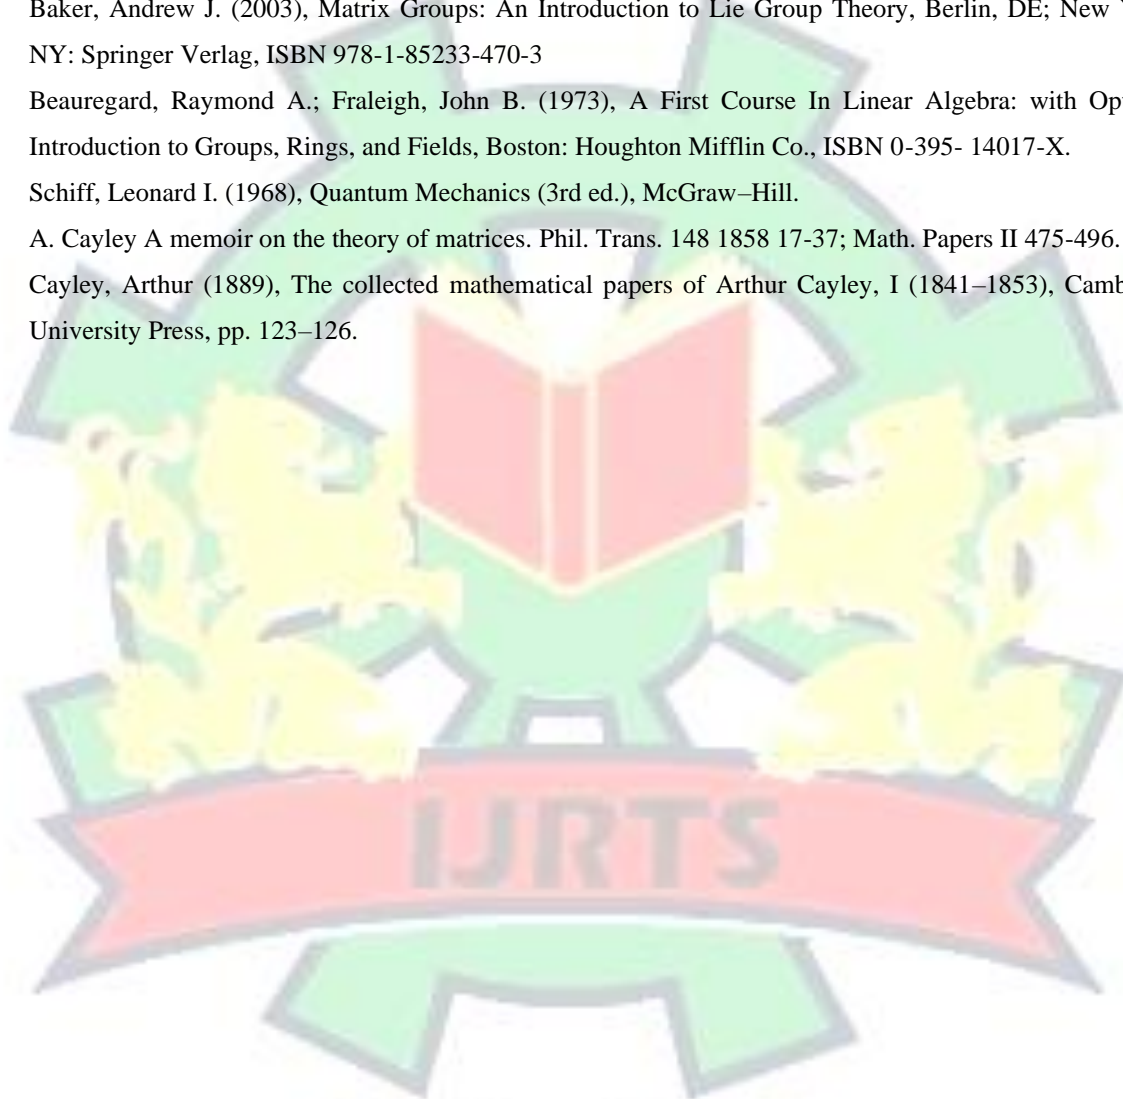 Baker, Andrew J. (2003), Matrix Groups: An Introduction to Lie Group Theory, Berlin, DE; New
NY: Springer Verlag, ISBN 978-1-85233-470-3
Beauregard, Raymond A.; Fraleigh, John B. (1973), A First Course In Linear Algebra: with
Introduction to Groups, Rings, and Fields, Boston: Houghton Mifflin Co., ISBN 0-395- 14017-X.
Schiff, Leonard I. (1968), Quantum Mechanics (3rd ed.), McGraw–Hill.
A. Cayley A memoir on the theory of matrices. Phil. Trans. 148 1858 17-37; Math. Papers II 475-496.
Cayley, Arthur (1889), The collected mathematical papers of Arthur Cayley, I (1841–1853),
University Press, pp. 123–126.
IJRTS